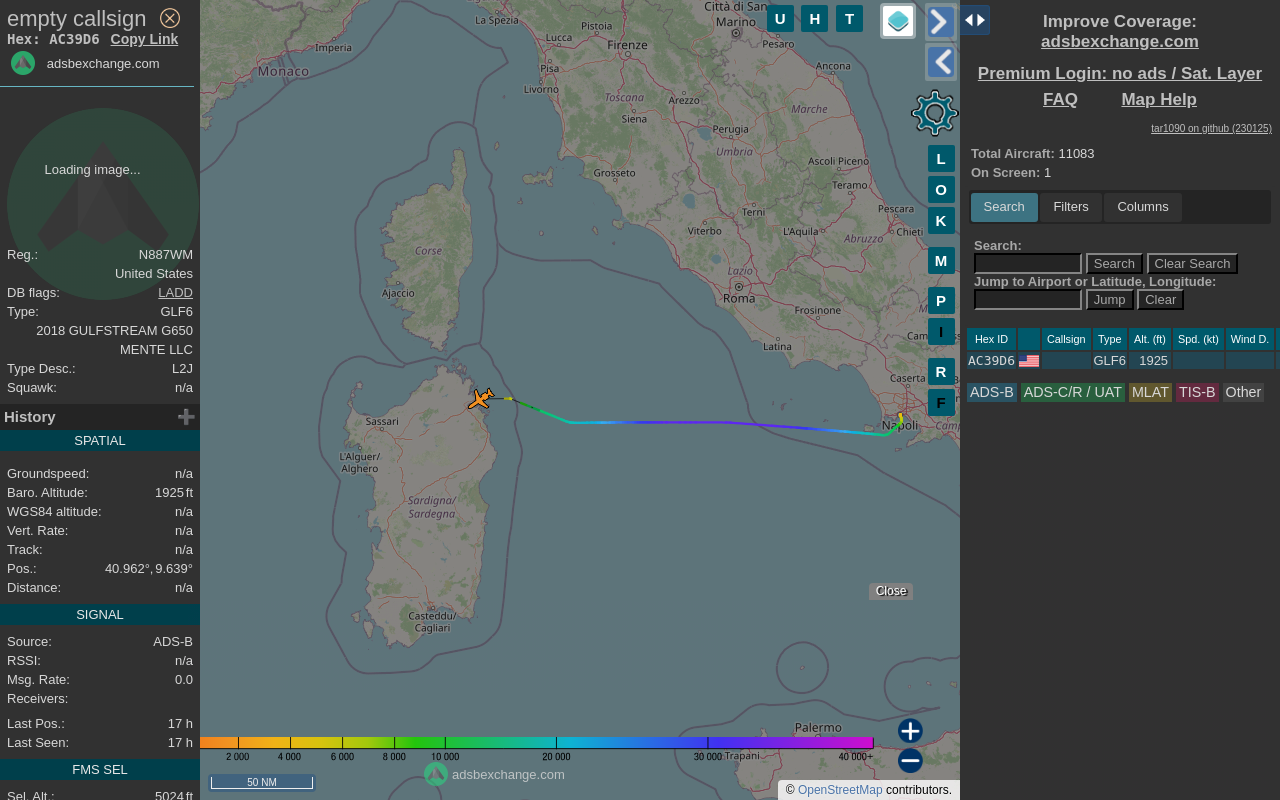 empty callsign
Hex: AC39D6 Copy Link
adsbexchange.com
Loading image...
Reg.: N887WM
United States
DB flags: LADD
Type: GLF6
2018 GULFSTREAM G650
MENTE LLC
Type Desc.: L2J
Squawk: n/a
History
SPATIAL
Groundspeed: n/a
Baro. Altitude: 1925 ft
WGS84 altitude: n/a
Vert. Rate: n/a
Track: n/a
Pos.: 40.962°, 9.639°
Distance: n/a
SIGNAL
Source: ADS-B
RSSI: n/a
Msg. Rate: 0.0
Receivers:
Last Pos.: 17 h
Last Seen: 17 h
FMS SEL
Sel. Alt.: 5024 ft
La Spezia
Imperia
Monaco
Pistoia
Lucca
Firenze
Pisa
Livorno
Città di San
Marino
Pesaro
Ancona
Toscana
Arezzo
Siena
Marche
Perugia
Umbria
Grosseto
Ascoli Piceno
Teramo
Terni
Pescara
Viterbo
L'Aquila
Chieti
Abruzzo
Corse
Lazio
Ajaccio
Roma
Frosinone
Latina
Caserta
Napoli
Sassari
L'Alguer/
Alghero
Sardigna/
Sardegna
Casteddu/
Cagliari
Palermo
Trapani
U H T
L
O
K
M
P
I
R
F
Close
2 000 4 000 6 000 8 000 10 000 20 000 30 000 40 000+
50 NM
adsbexchange.com
© OpenStreetMap contributors.
Improve Coverage:
adsbexchange.com
Premium Login: no ads / Sat. Layer
FAQ Map Help
tar1090 on github (230125)
Total Aircraft: 11083
On Screen: 1
Search Filters Columns
Search:
Search Clear Search
Jump to Airport or Latitude, Longitude:
Jump Clear
Hex ID Callsign Type Alt. (ft) Spd. (kt) Wind D.
AC39D6 GLF6 1925
ADS-B ADS-C/R / UAT MLAT TIS-B Other